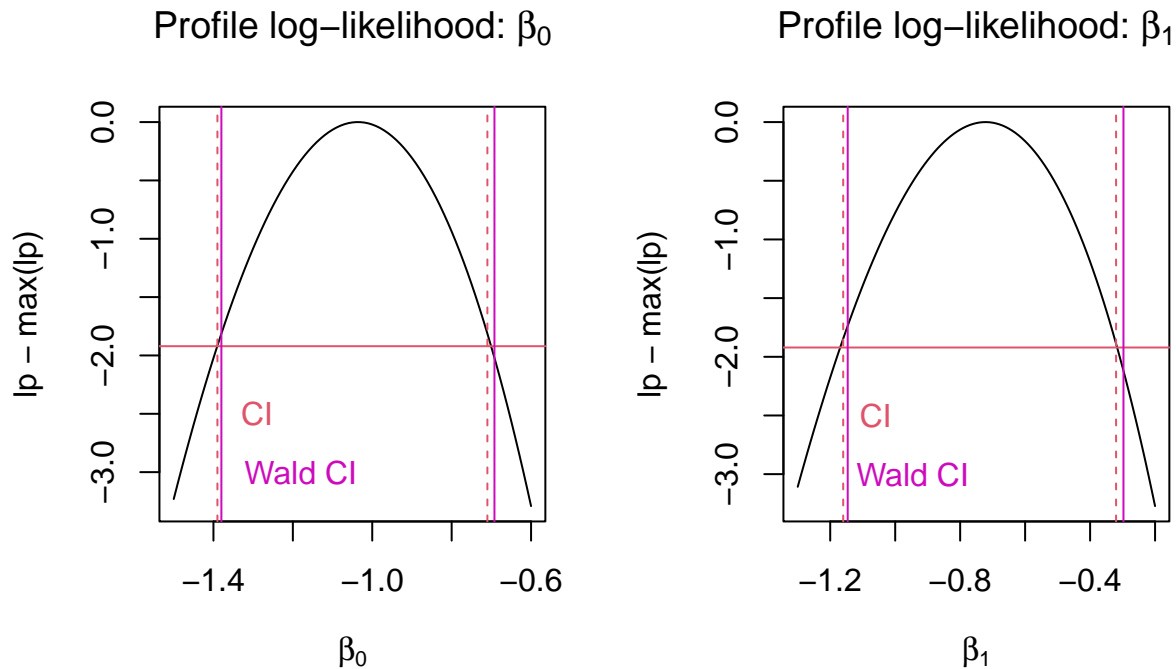 Profile log−likelihood: β0
lp − max(lp)
0.0
−1.0
−2.0
−3.0
CI
Wald CI
−1.4
−1.0
−0.6
β0
Profile log−likelihood: β1
lp − max(lp)
0.0
−1.0
−2.0
−3.0
CI
Wald CI
−1.2
−0.8
−0.4
β1